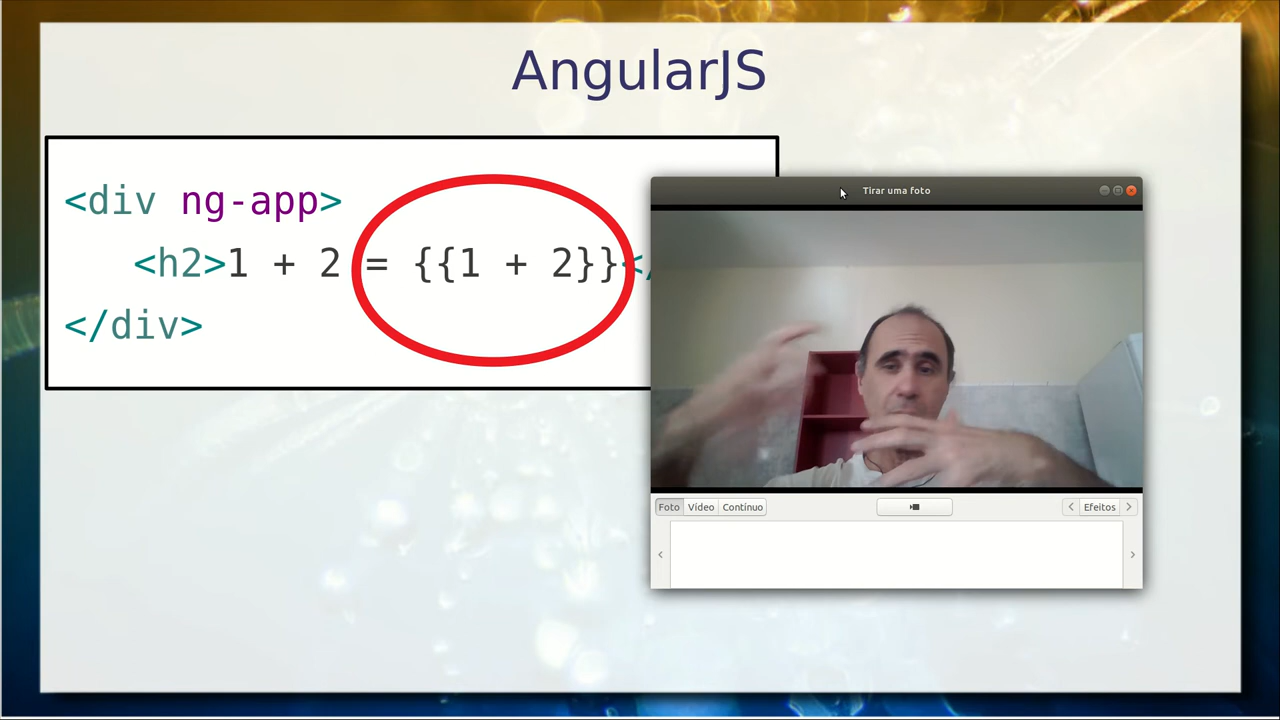 AngularJS
<div ng-app>
<h2>1 + 2 = {{1 + 2}}</
</div>
Tirar uma foto
Foto Vídeo Contínuo Efeitos